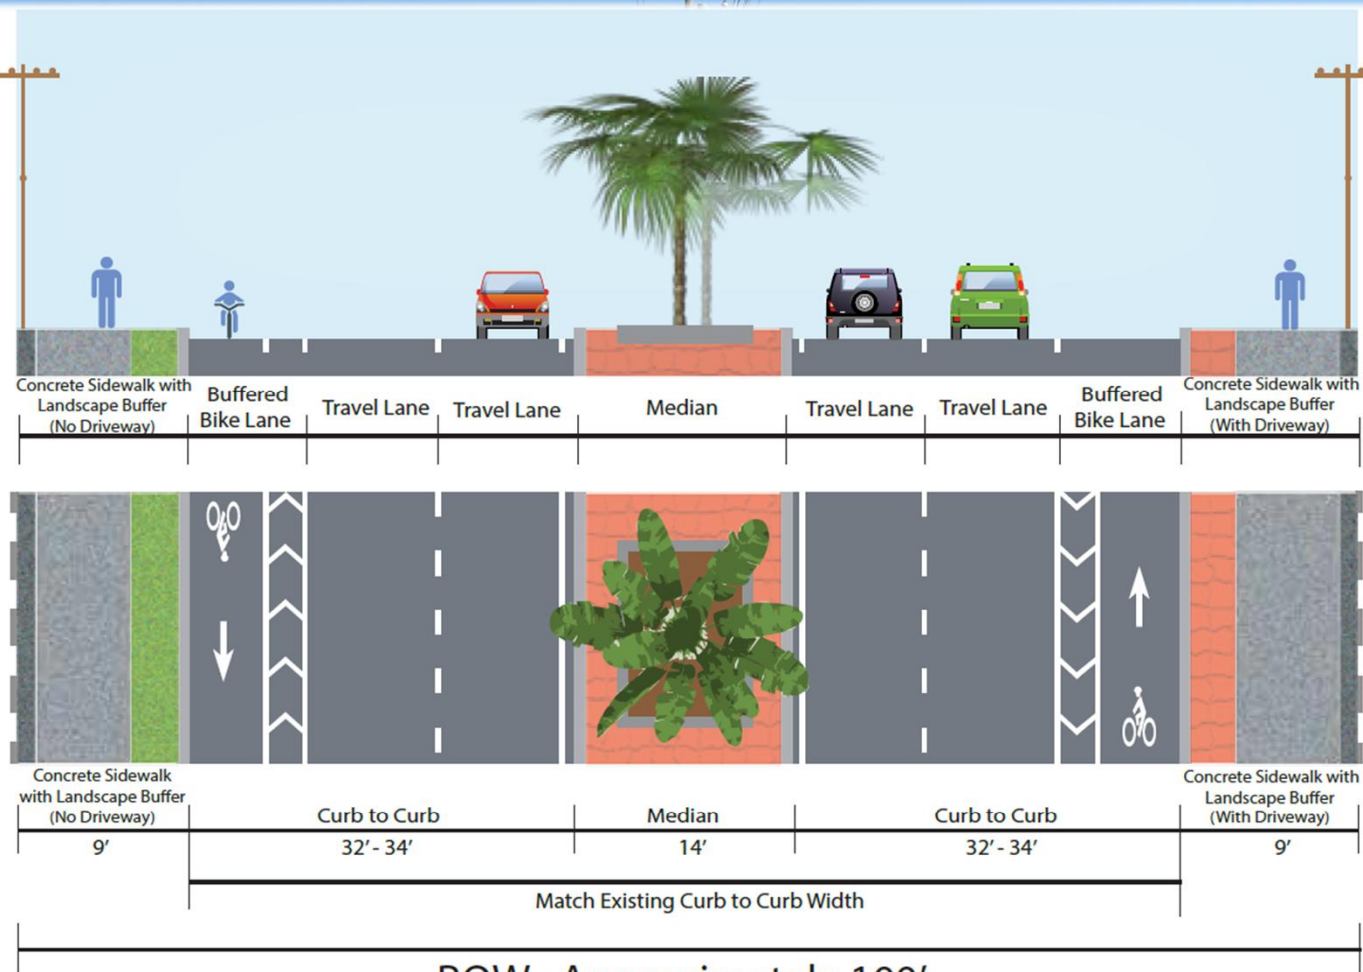 Concrete Sidewalk with
Landscape Buffer
(No Driveway)
Buffered
Bike Lane
Travel Lane
Travel Lane
Median
Travel Lane
Travel Lane
Buffered
Bike Lane
Concrete Sidewalk with
Landscape Buffer
(With Driveway)
Concrete Sidewalk
with Landscape Buffer
(No Driveway)
Curb to Curb
Median
Curb to Curb
Concrete Sidewalk with
Landscape Buffer
(With Driveway)
9'
32' - 34'
14'
32' - 34'
9'
Match Existing Curb to Curb Width